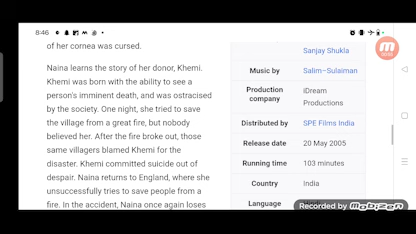 8:46
of her cornea was cursed.
Naina learns the story of her donor, Khemi.
Khemi was born with the ability to see a
person's imminent death, and was ostracised
by the society. One night, she tried to save
the village from a great fire, but nobody
believed her. After the fire broke out, those
same villagers blamed Khemi for the
disaster. Khemi committed suicide out of
despair. Naina returns to England, where she
unsuccessfully tries to save people from a
fire. In the accident, Naina once again loses
Sanjay Shukla
Music by Salim–Sulaiman
Production company iDream Productions
Distributed by SPE Films India
Release date 20 May 2005
Running time 103 minutes
Country India
Language
Recorded by Mobizen